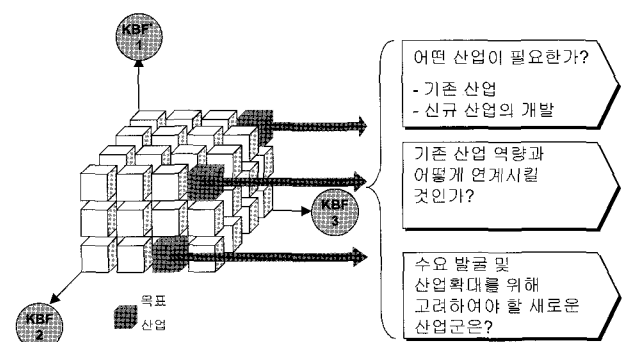 KBF*
1
어떤 산업이 필요한가?
- 기존 산업
- 신규 산업의 개발
기존 산업 역량과
어떻게 연계시킬
것인가?
KBF
3
수요 발굴 및
산업확대를 위해
고려하여야 할 새로운
산업군은?
목표
산업
KBF
2